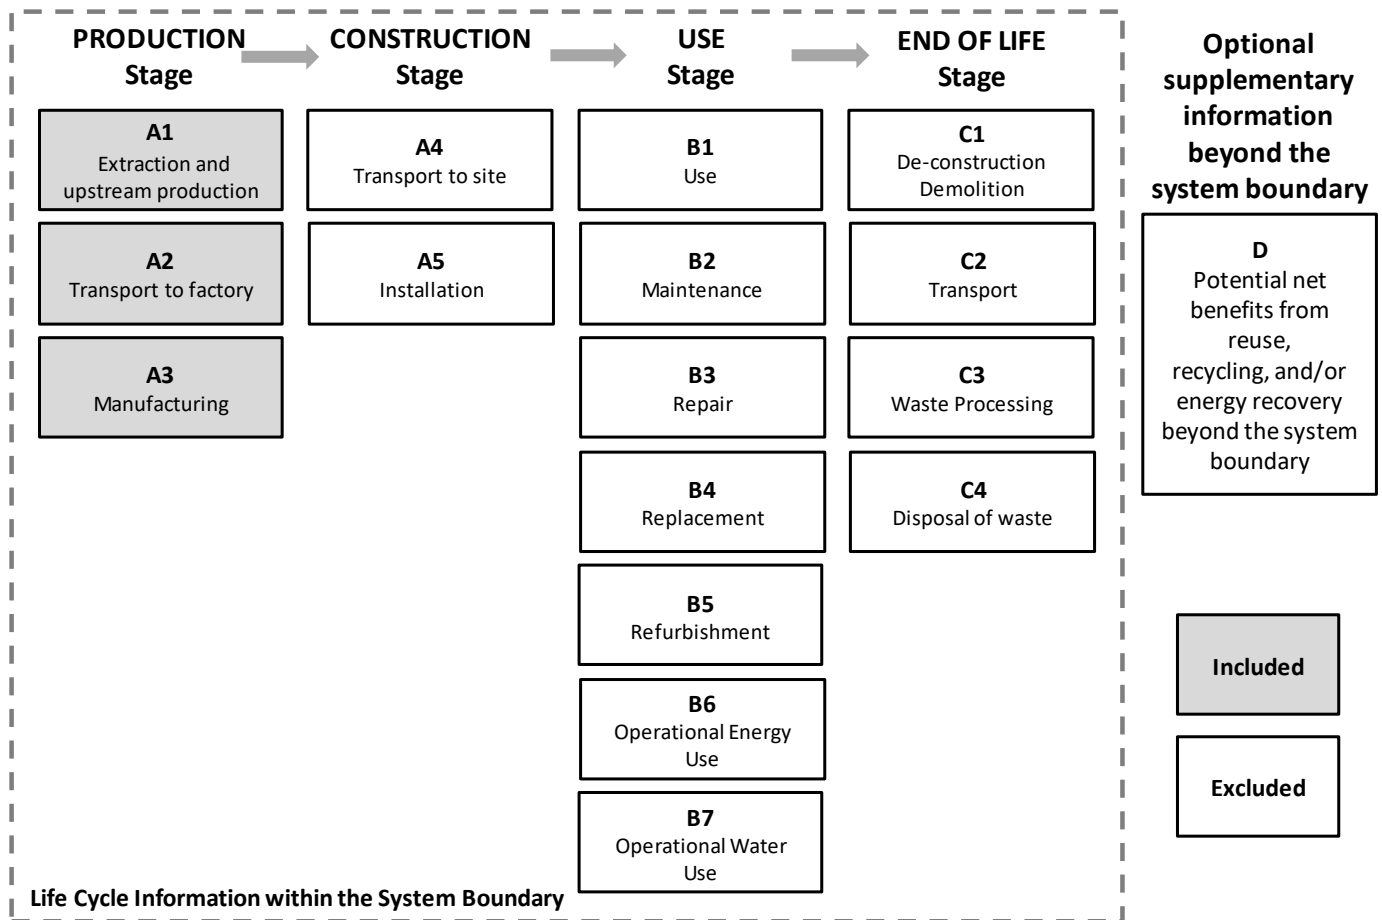 PRODUCTION
Stage
A1
Extraction and
upstream production
A2
Transport to factory
A3
Manufacturing
CONSTRUCTION
Stage
A4
Transport to site
A5
Installation
USE
Stage
B1
Use
B2
Maintenance
B3
Repair
B4
Replacement
B5
Refurbishment
B6
Operational Energy
Use
B7
Operational Water
Use
END OF LIFE
Stage
C1
De-construction
Demolition
C2
Transport
C3
Waste Processing
C4
Disposal of waste
Life Cycle Information within the System Boundary
Optional
supplementary
information
beyond the
system boundary
D
Potential net
benefits from
reuse,
recycling, and/or
energy recovery
beyond the system
boundary
Included
Excluded